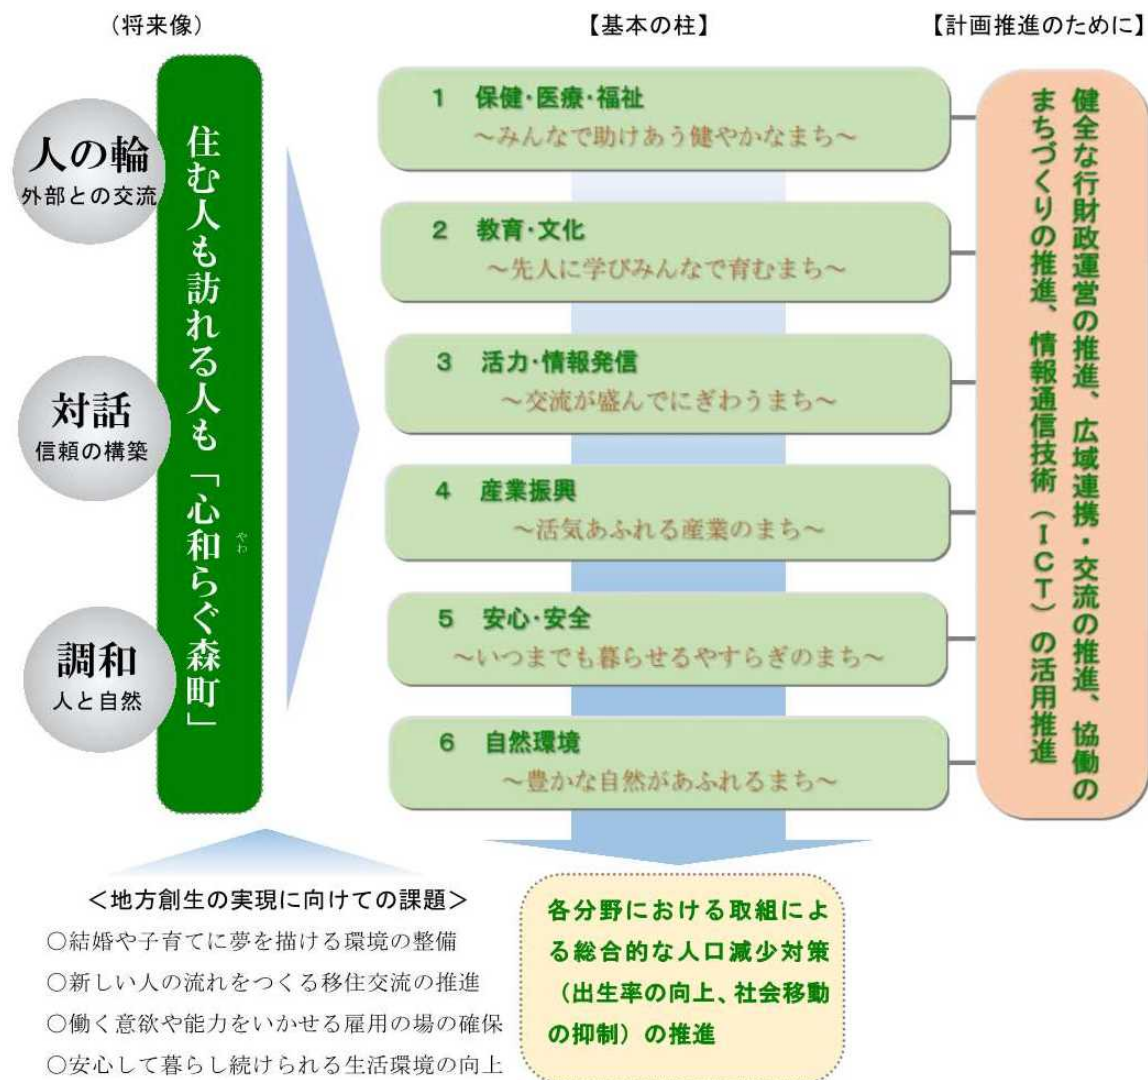 （将来像）
人の輪
外部との交流
対話
信頼の構築
調和
人と自然
住む人も訪れる人も「心和らぐ森町」
やわ
【基本の柱】
1 保健・医療・福祉
～みんなで助けあう健やかなまち～
2 教育・文化
～先人に学びみんなで育むまち～
3 活力・情報発信
～交流が盛んでにぎわうまち～
4 産業振興
～活気あふれる産業のまち～
5 安心・安全
～いつまでも暮らせるやすらぎのまち～
6 自然環境
～豊かな自然があふれるまち～
【計画推進のために】
健全な行財政運営の推進、広域連携・交流の推進、協働の
まちづくりの推進、情報通信技術（ＩＣＴ）の活用推進
＜地方創生の実現に向けての課題＞
○結婚や子育てに夢を描ける環境の整備
○新しい人の流れをつくる移住交流の推進
○働く意欲や能力をいかせる雇用の場の確保
○安心して暮らし続けられる生活環境の向上
各分野における取組によ
る総合的な人口減少対策
（出生率の向上、社会移動
の抑制）の推進